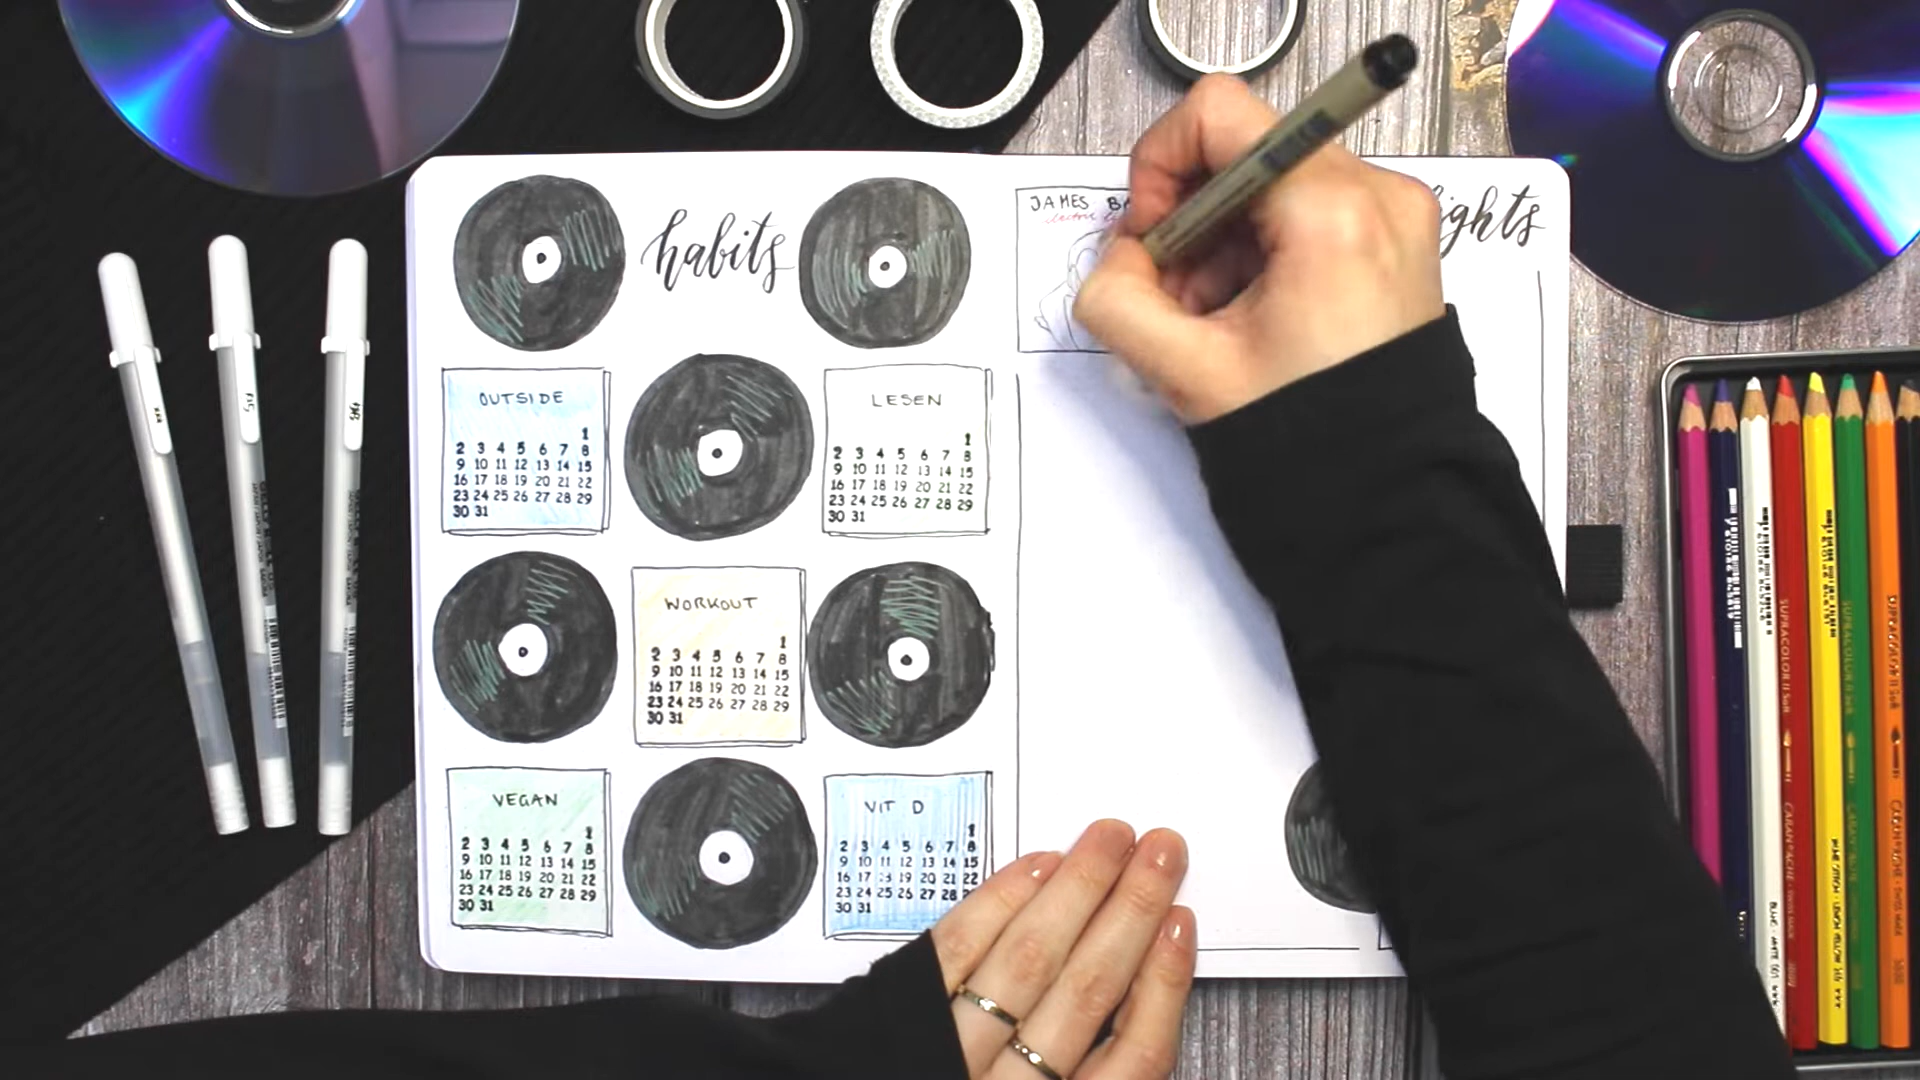 habits
OUTSIDE
1
2 3 4 5 6 7 8
9 10 11 12 13 14 15
16 17 18 19 20 21 22
23 24 25 26 27 28 29
30 31
LESEN
1
2 3 4 5 6 7 8
9 10 11 12 13 14 15
16 17 18 19 20 21 22
23 24 25 26 27 28 29
30 31
WORKOUT
1
2 3 4 5 6 7 8
9 10 11 12 13 14 15
16 17 18 19 20 21 22
23 24 25 26 27 28 29
30 31
VEGAN
1
2 3 4 5 6 7 8
9 10 11 12 13 14 15
16 17 18 19 20 21 22
23 24 25 26 27 28 29
30 31
VIT D
1
2 3 4 5 6 7 8
9 10 11 12 13 14 15
16 17 18 19 20 21 22
23 24 25 26 27 28
30 31
JAMES
electric
ights
SUPRACOLOR II Soft
CARAN D'ACHE